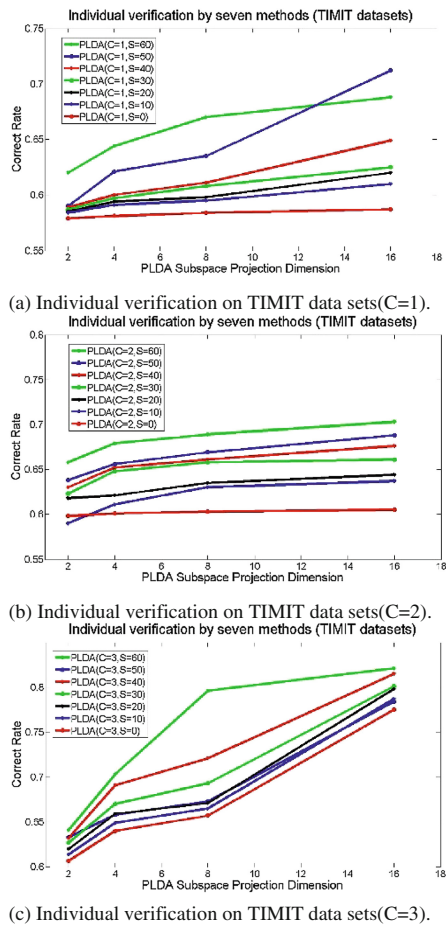 Individual verification by seven methods (TIMIT datasets)
0.75
0.7
0.65
0.6
0.55
Correct Rate
PLDA(C=1,S=60)
PLDA(C=1,S=50)
PLDA(C=1,S=40)
PLDA(C=1,S=30)
PLDA(C=1,S=20)
PLDA(C=1,S=10)
PLDA(C=1,S=0)
2 4 6 8 10 12 14 16 18
PLDA Subspace Projection Dimension
(a) Individual verification on TIMIT data sets(C=1).
Individual verification by seven methods (TIMIT datasets)
0.8
0.75
0.7
0.65
0.6
0.55
Correct Rate
PLDA(C=2,S=60)
PLDA(C=2,S=50)
PLDA(C=2,S=40)
PLDA(C=2,S=30)
PLDA(C=2,S=20)
PLDA(C=2,S=10)
PLDA(C=2,S=0)
2 4 6 8 10 12 14 16 18
PLDA Subspace Projection Dimension
(b) Individual verification on TIMIT data sets(C=2).
Individual verification by seven methods (TIMIT datasets)
0.8
0.75
0.7
0.65
0.6
Correct Rate
PLDA(C=3,S=60)
PLDA(C=3,S=50)
PLDA(C=3,S=40)
PLDA(C=3,S=30)
PLDA(C=3,S=20)
PLDA(C=3,S=10)
PLDA(C=3,S=0)
2 4 6 8 10 12 14 16 18
PLDA Subspace Projection Dimension
(c) Individual verification on TIMIT data sets(C=3).